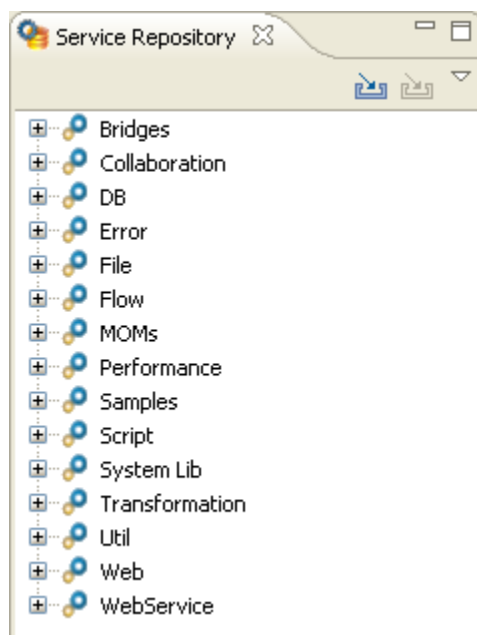 Service Repository
Bridges
Collaboration
DB
Error
File
Flow
MOMs
Performance
Samples
Script
System Lib
Transformation
Util
Web
WebService